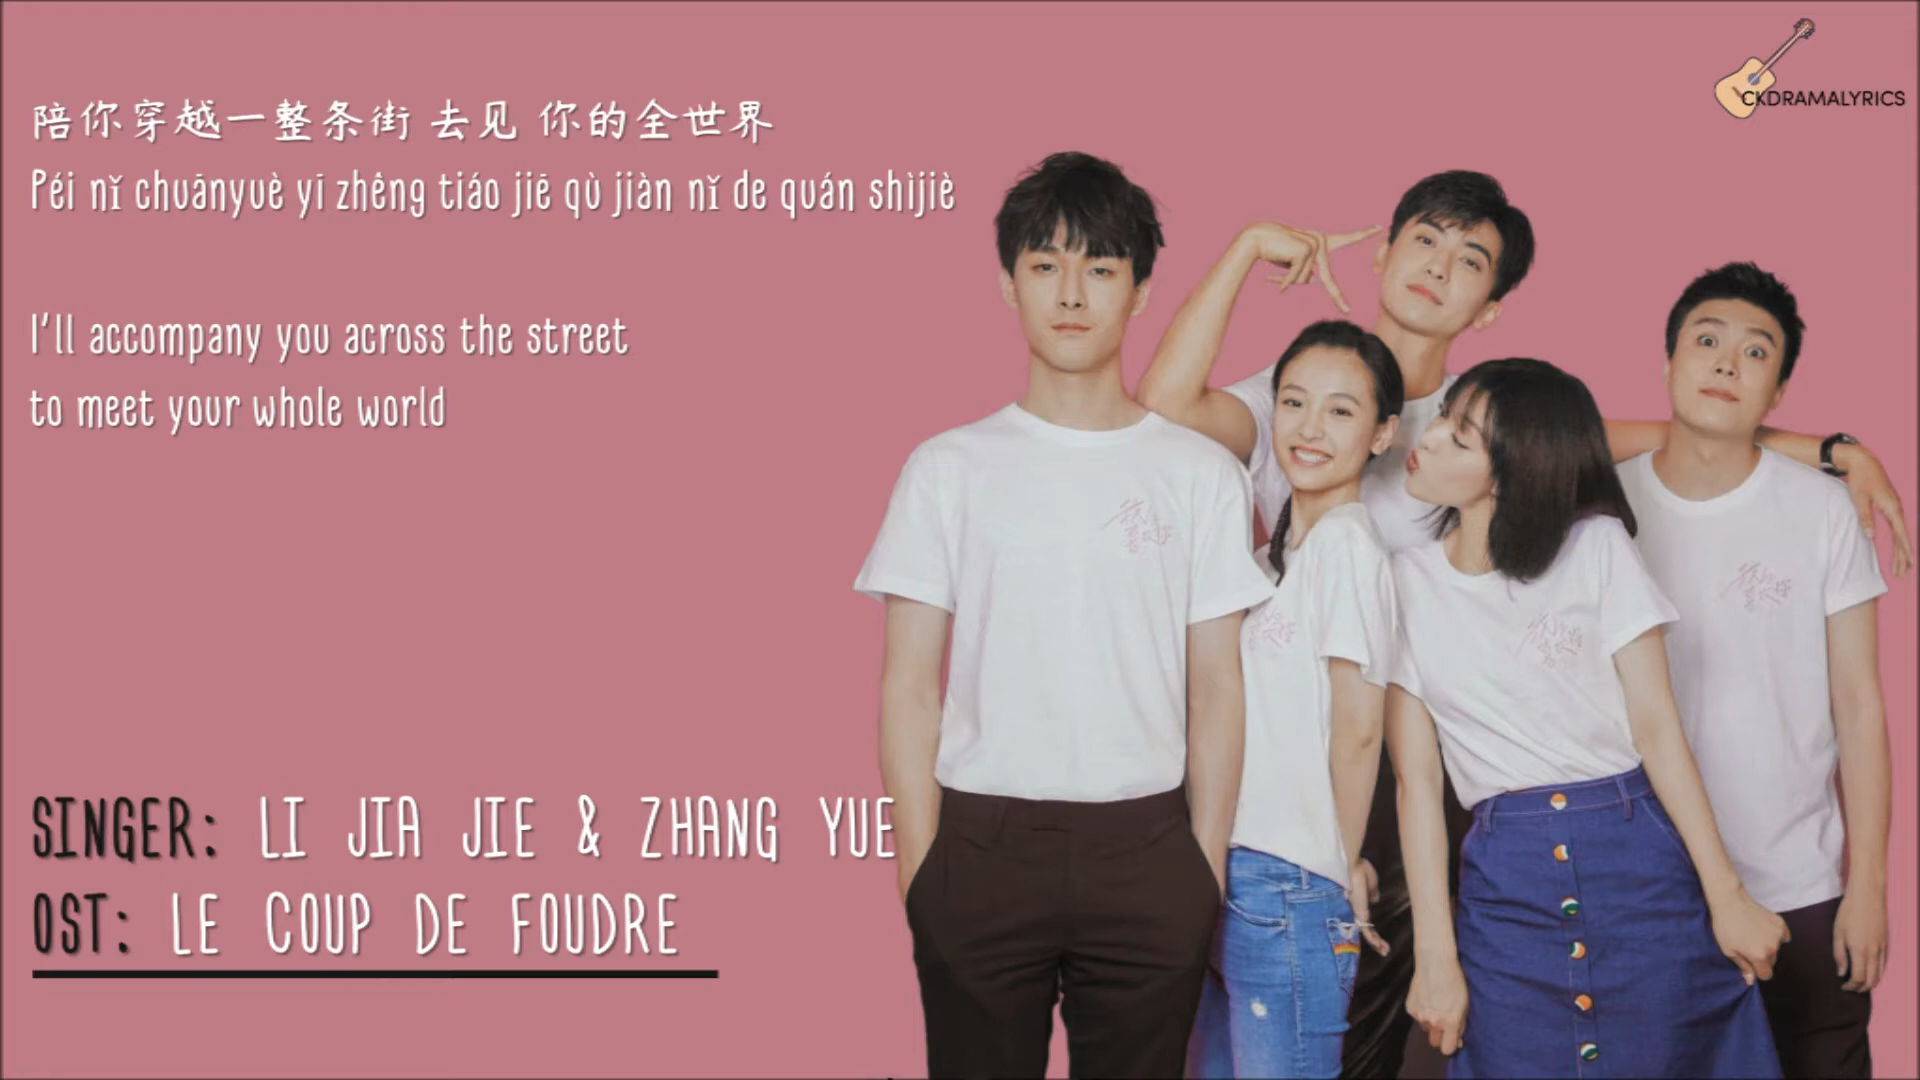 陪你穿越一整条街 去见 你的全世界
Péi nǐ chuānyuè yī zhěng tiáo jiē qù jiàn nǐ de quán shìjiè
I'll accompany you across the street
to meet your whole world
SINGER: LI JIA JIE & ZHANG YUE
OST: LE COUP DE FOUDRE
CKDRAMALYRICS